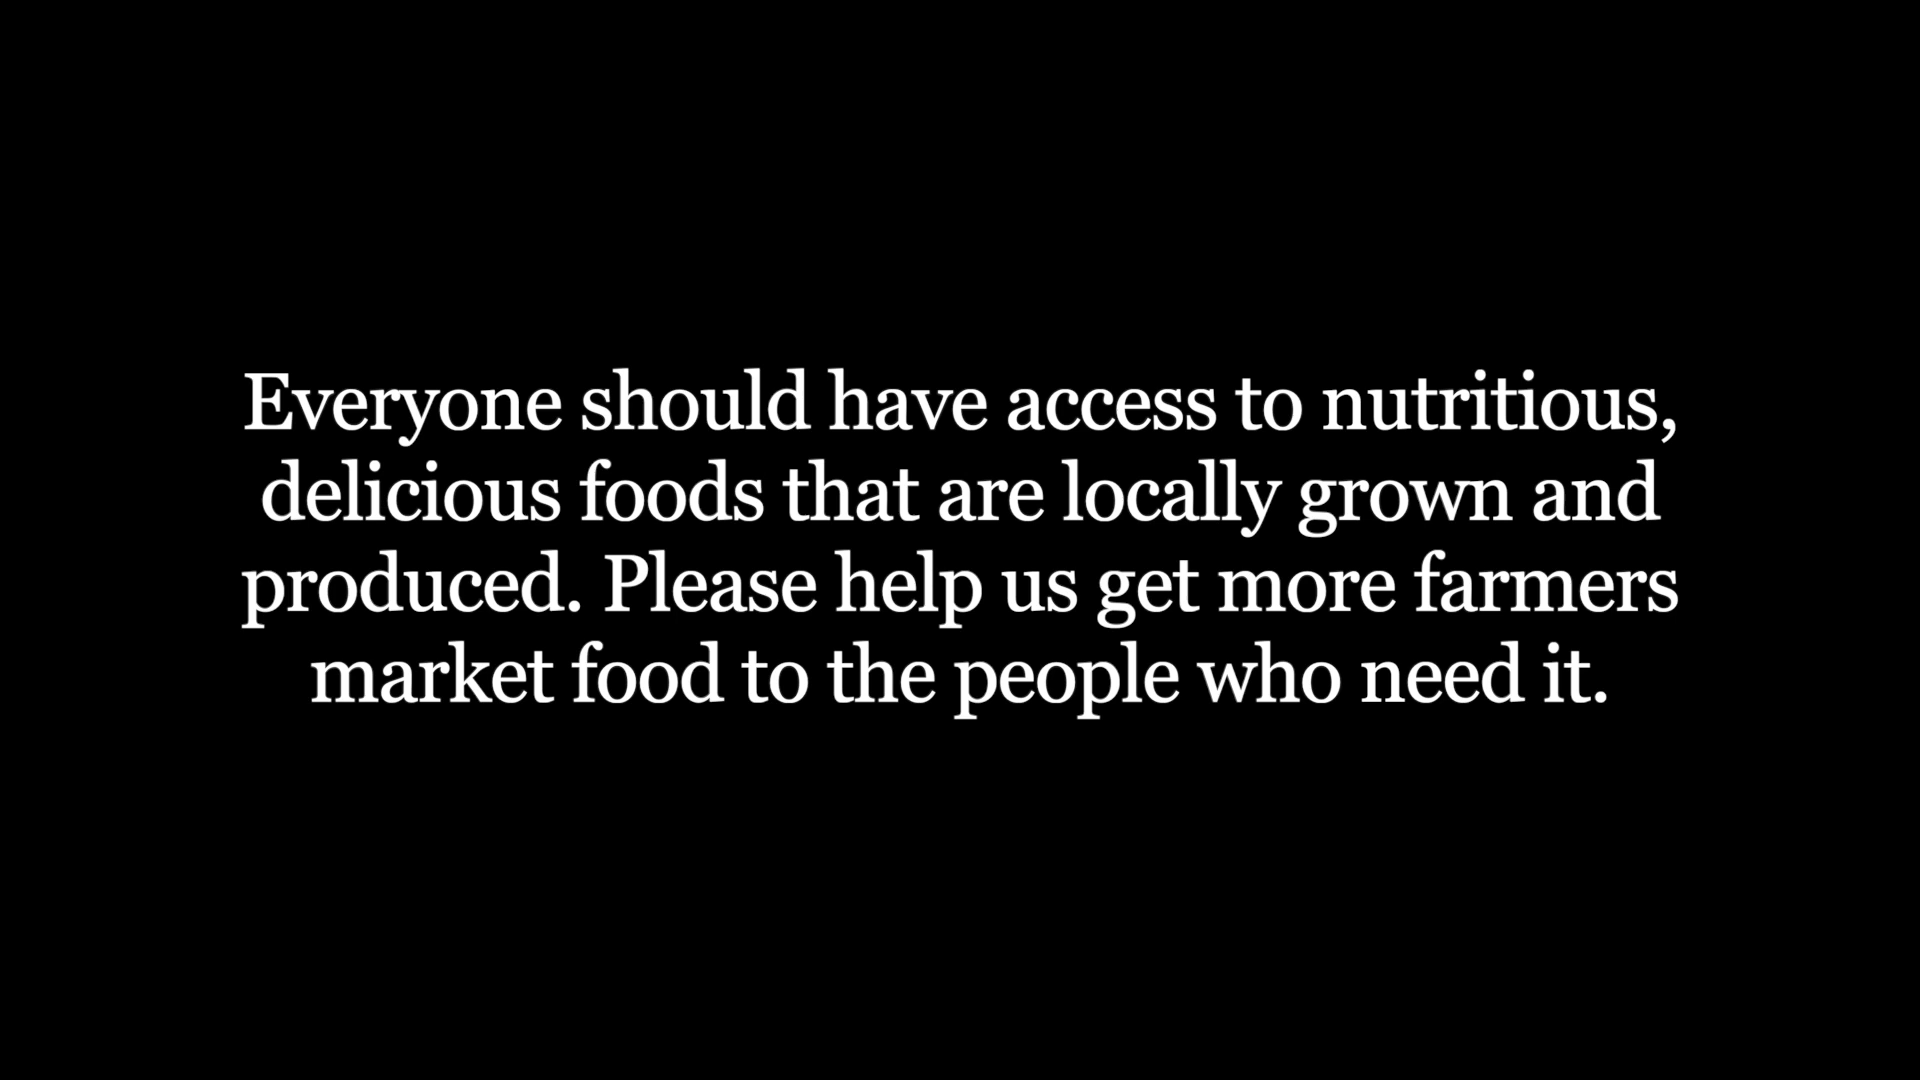 Everyone should have access to nutritious,
delicious foods that are locally grown and
produced. Please help us get more farmers
market food to the people who need it.